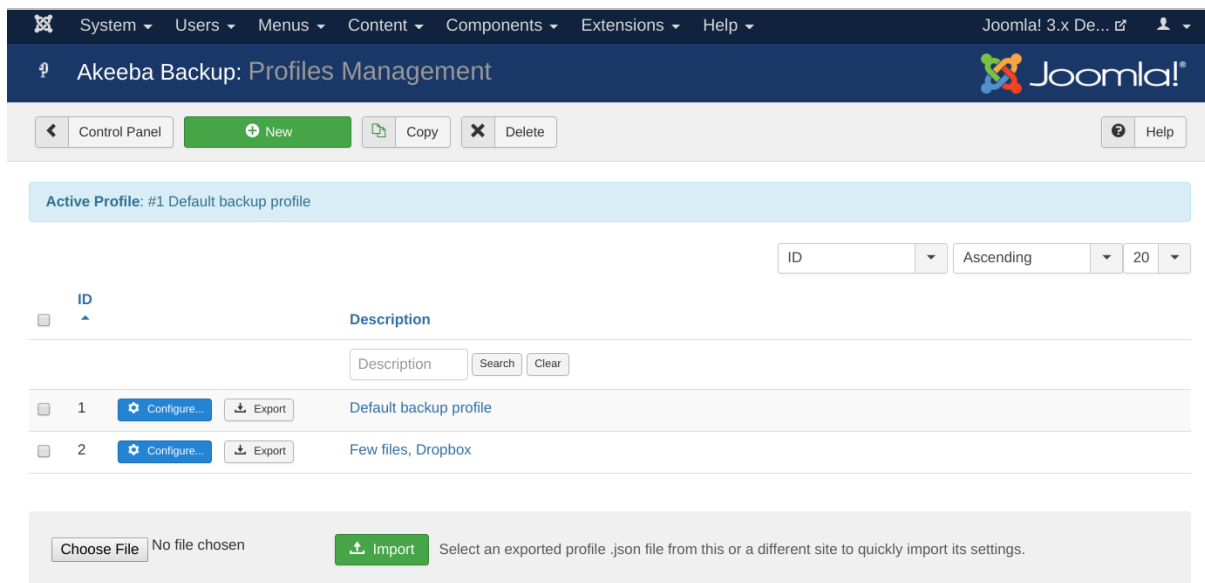 System Users Menus Content Components Extensions Help Joomla! 3.x De...
Akeeba Backup: Profiles Management Joomla!®
Control Panel New Copy Delete Help
Active Profile: #1 Default backup profile
ID Ascending 20
ID
Description
Description Search Clear
1 Configure... Export Default backup profile
2 Configure... Export Few files, Dropbox
Choose File No file chosen Import Select an exported profile .json file from this or a different site to quickly import its settings.